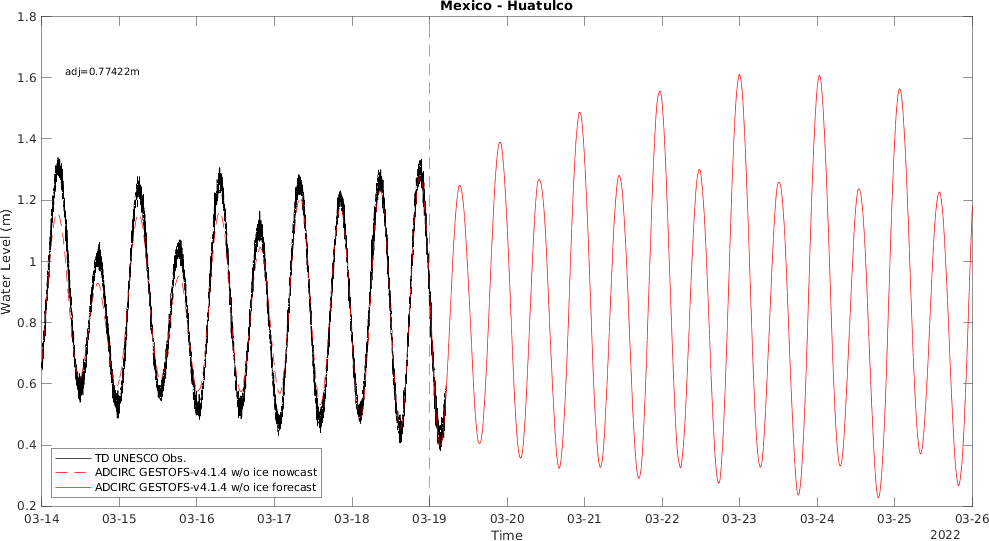 Mexico - Huatulco
1.8
1.6
1.4
1.2
1
0.8
0.6
0.4
0.2
Water Level (m)
adj=0.77422m
TD UNESCO Obs.
ADCIRC GESTOFS-v4.1.4 w/o ice nowcast
ADCIRC GESTOFS-v4.1.4 w/o ice forecast
03-14 03-15 03-16 03-17 03-18 03-19 03-20 03-21 03-22 03-23 03-24 03-25 03-26
Time
2022